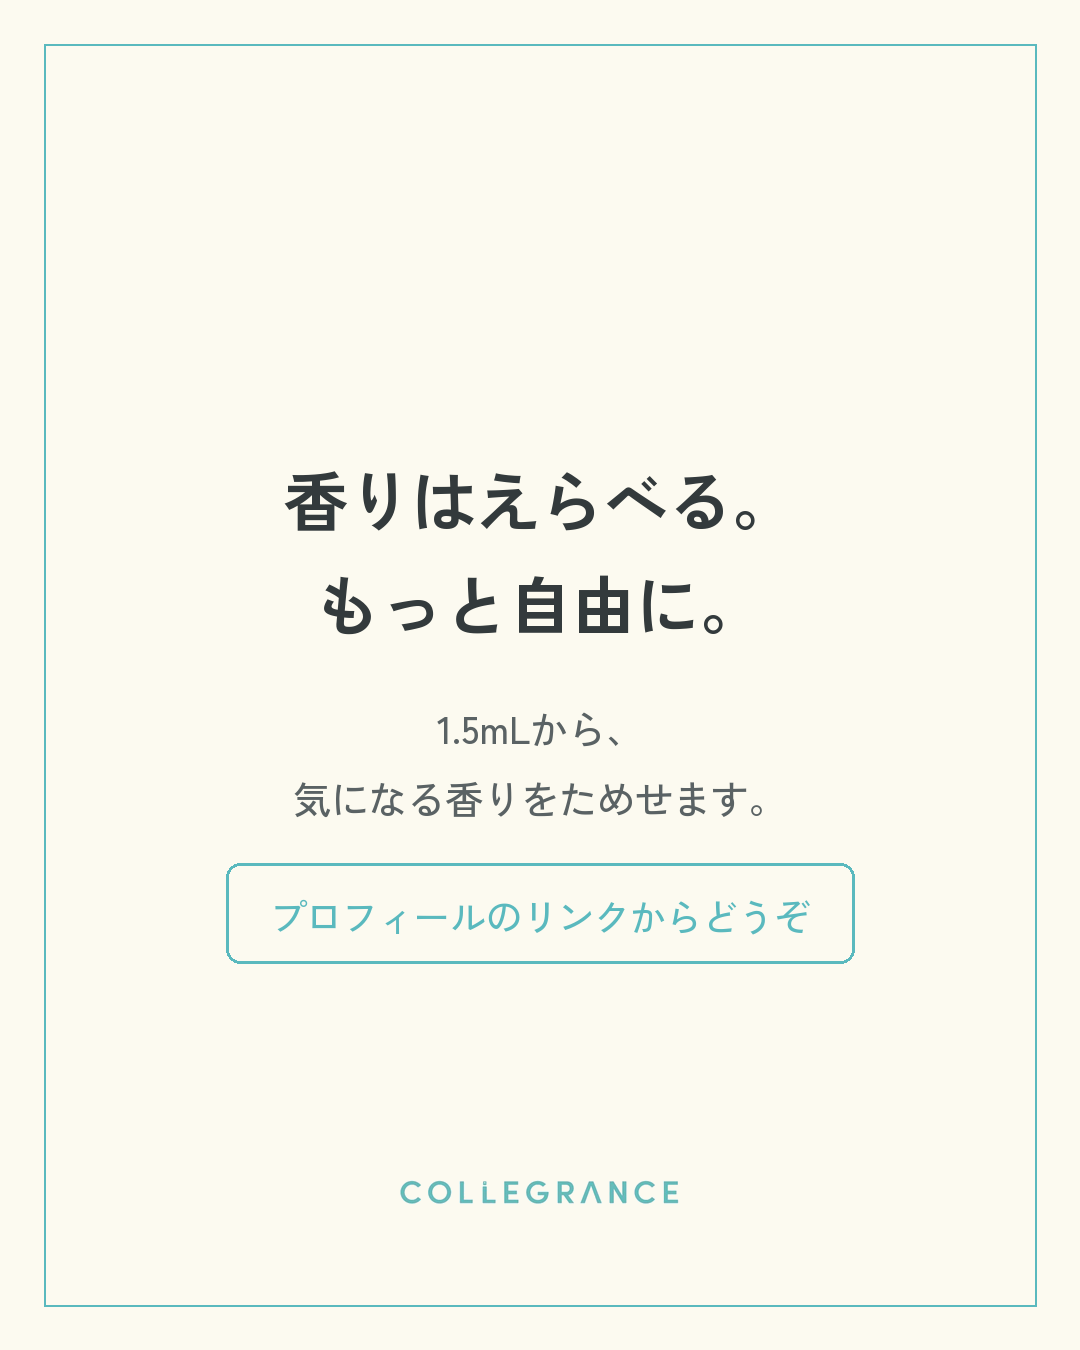 香りはえらべる。
もっと自由に。
1.5mLから、
気になる香りをためせます。
プロフィールのリンクからどうぞ
COLLEGRANCE